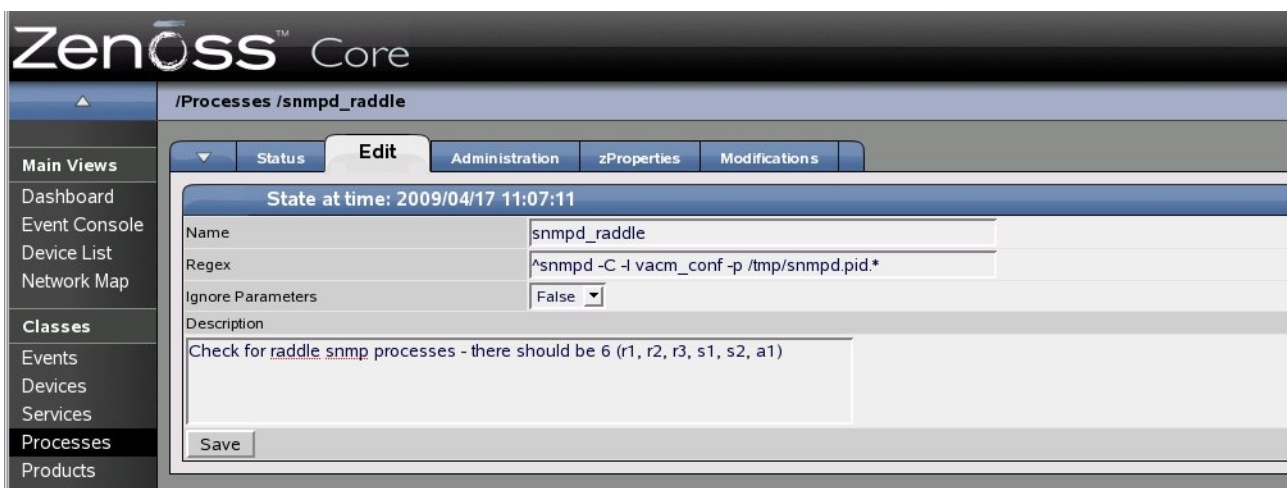 Zenoss™ Core
/Processes /snmpd_raddle
Main Views
Dashboard
Event Console
Device List
Network Map
Classes
Events
Devices
Services
Processes
Products
Status
Edit
Administration
zProperties
Modifications
State at time: 2009/04/17 11:07:11
Name
snmpd_raddle
Regex
^snmpd -C -I vacm_conf -p /tmp/snmpd.pid.*
Ignore Parameters
False
Description
Check for raddle snmp processes - there should be 6 (r1, r2, r3, s1, s2, a1)
Save